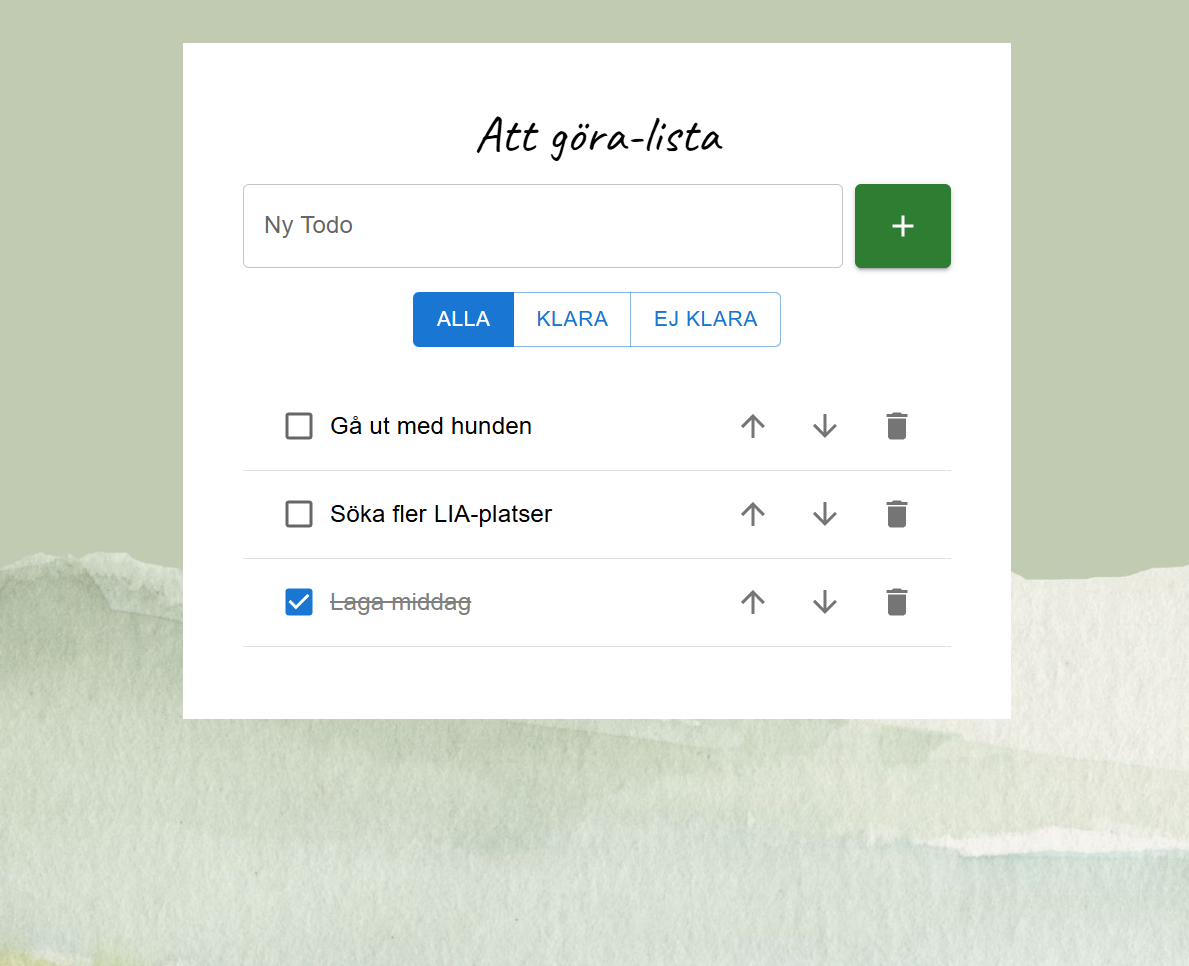 Att göra-lista
Ny Todo
+
ALLA KLARA EJ KLARA
Gå ut med hunden
Söka fler LIA-platser
Laga middag